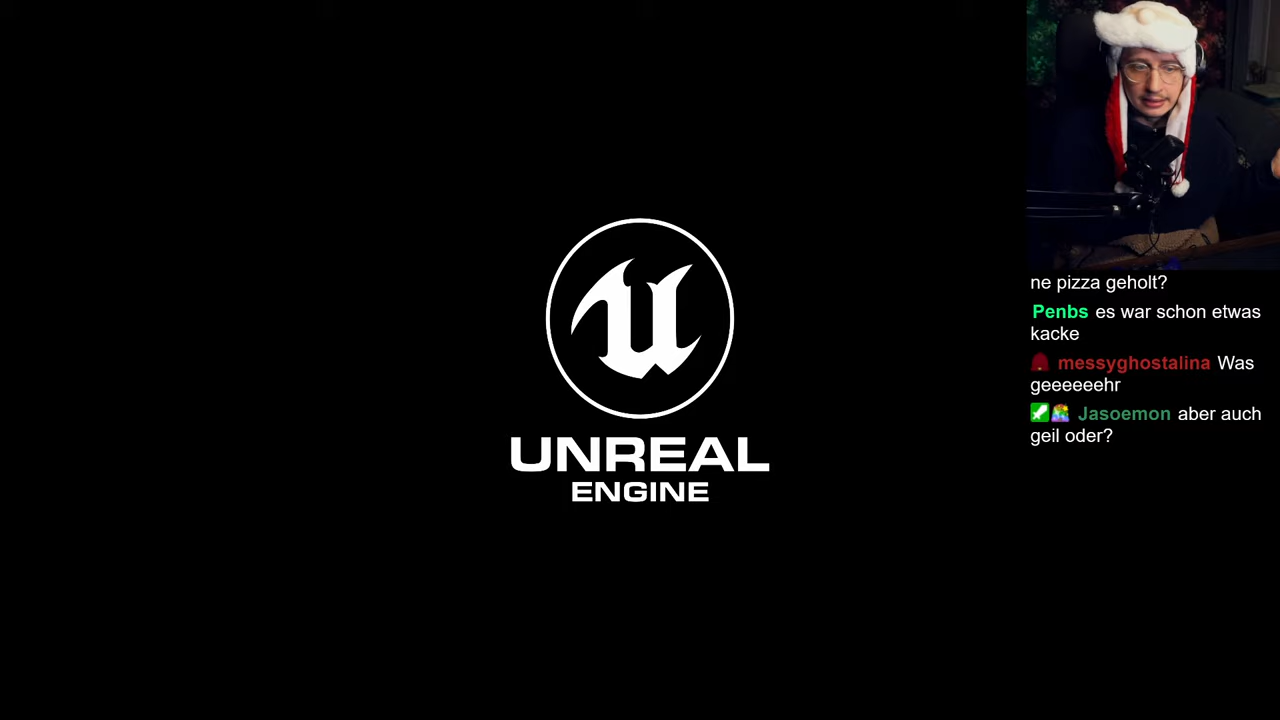 UNREAL
ENGINE
ne pizza geholt?
Penbs es war schon etwas
kacke
messyghostalina Was
geeeeeehr
Jasoemon aber auch
geil oder?